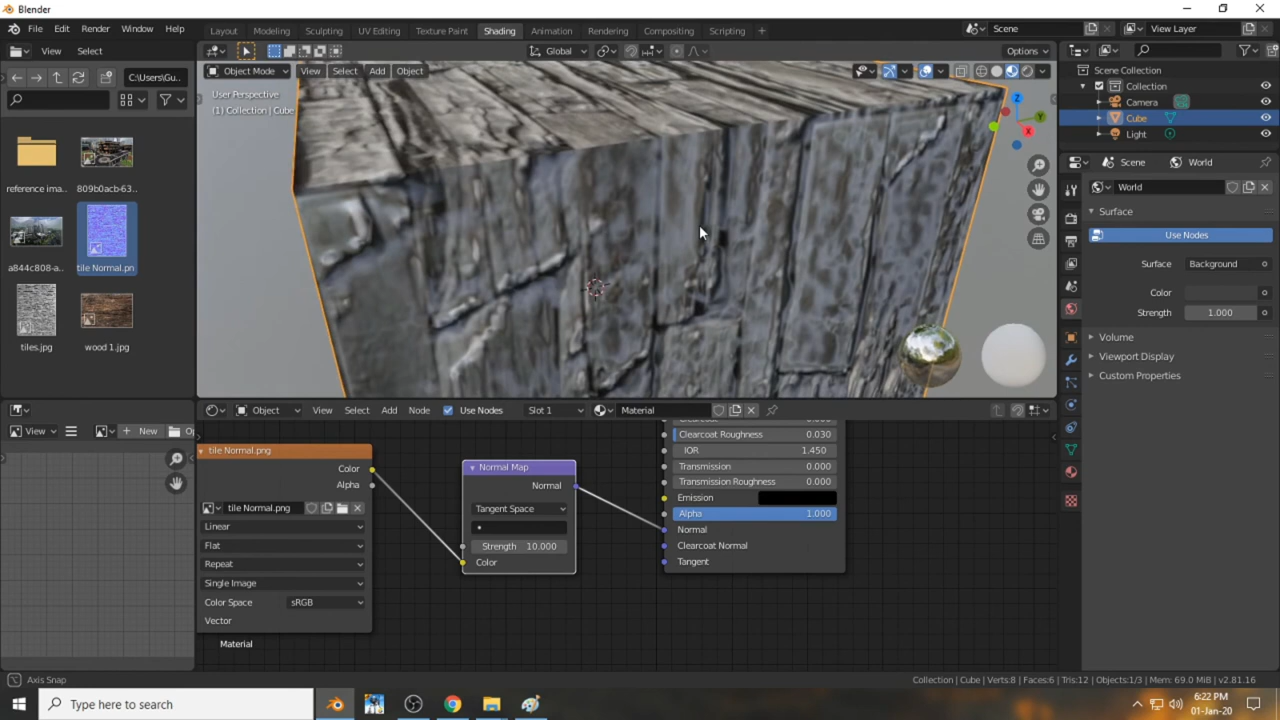 Blender
File Edit Render Window Help
Layout Modeling Sculpting UV Editing Texture Paint Shading Animation Rendering Compositing Scripting
Scene
View Layer
View Select
Global
Options
C:\Users\Gu..
Object Mode View Select Add Object
User Perspective
(1) Collection | Cube
Scene Collection
Collection
Camera
Cube
Light
reference ima..
809b0acb-63..
a844c808-a..
tile Normal.pn
tiles.jpg
wood 1.jpg
Scene World
World
Surface
Use Nodes
Surface Background
Color
Strength 1.000
Volume
Viewport Display
Custom Properties
Object View Select Add Node Use Nodes Slot 1 Material
View New Op
tile Normal.png
Color
Alpha
tile Normal.png
Linear
Flat
Repeat
Single Image
Color Space sRGB
Vector
Material
Normal Map
Normal
Tangent Space
Strength 10.000
Color
Clearcoat Roughness 0.030
IOR 1.450
Transmission 0.000
Transmission Roughness 0.000
Emission
Alpha 1.000
Normal
Clearcoat Normal
Tangent
Axis Snap
Collection | Cube | Verts:8 | Faces:6 | Tris:12 | Objects:1/3 | Mem: 69.0 MiB | v2.81.16
Type here to search
6:22 PM
01-Jan-20